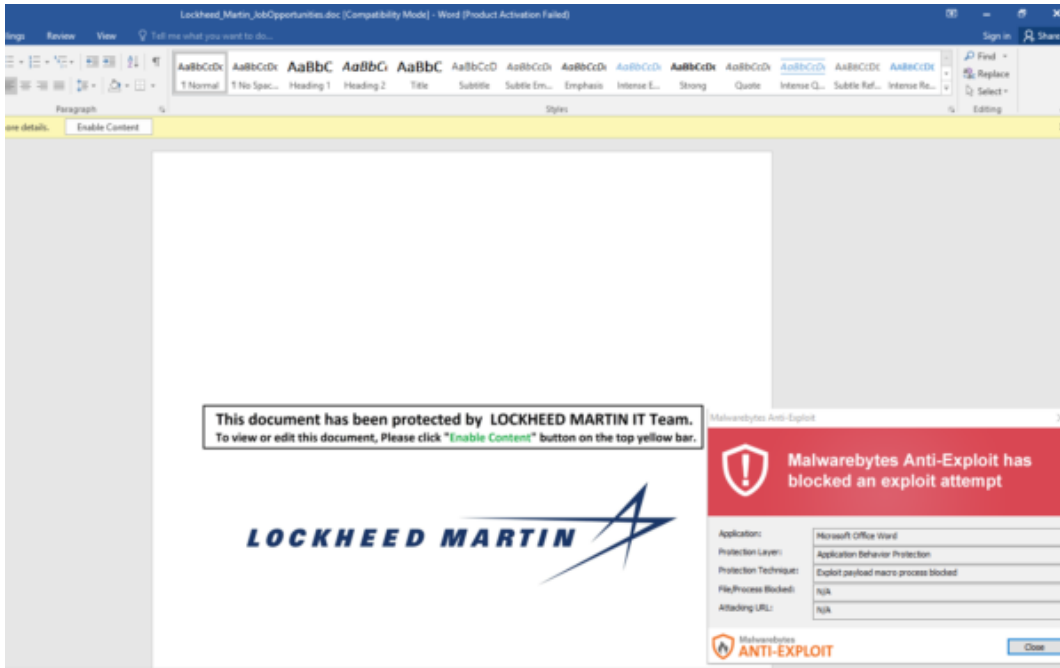 Lockheed_Martin_JobOpportunities.doc [Compatibility Mode] - Word (Product Activation Failed)
lings Review View Tell me what you want to do... Sign in Share
AaBbCcDc AaBbCcDc AaBbC AaBbCc AaBbC AaBbCcD AaBbCcDc AaBbCcDc AaBbCcDc AaBbCcDc AaBbCcDc AaBbCcDc AaBbCcDc AaBbCcDc
¶ Normal ¶ No Spac... Heading 1 Heading 2 Title Subtitle Subtle Em... Emphasis Intense E... Strong Quote Intense Q... Subtle Ref... Intense Re...
Find
Replace
Select
Paragraph Styles Editing
ore details. Enable Content
This document has been protected by LOCKHEED MARTIN IT Team.
To view or edit this document, Please click "Enable Content" button on the top yellow bar.
LOCKHEED MARTIN
Malwarebytes Anti-Exploit
Malwarebytes Anti-Exploit has
blocked an exploit attempt
Application: Microsoft Office Word
Protection Layer: Application Behavior Protection
Protection Technique: Exploit payload macro process blocked
File/Process Blocked: N/A
Attacking URL: N/A
Malwarebytes
ANTI-EXPLOIT
Close